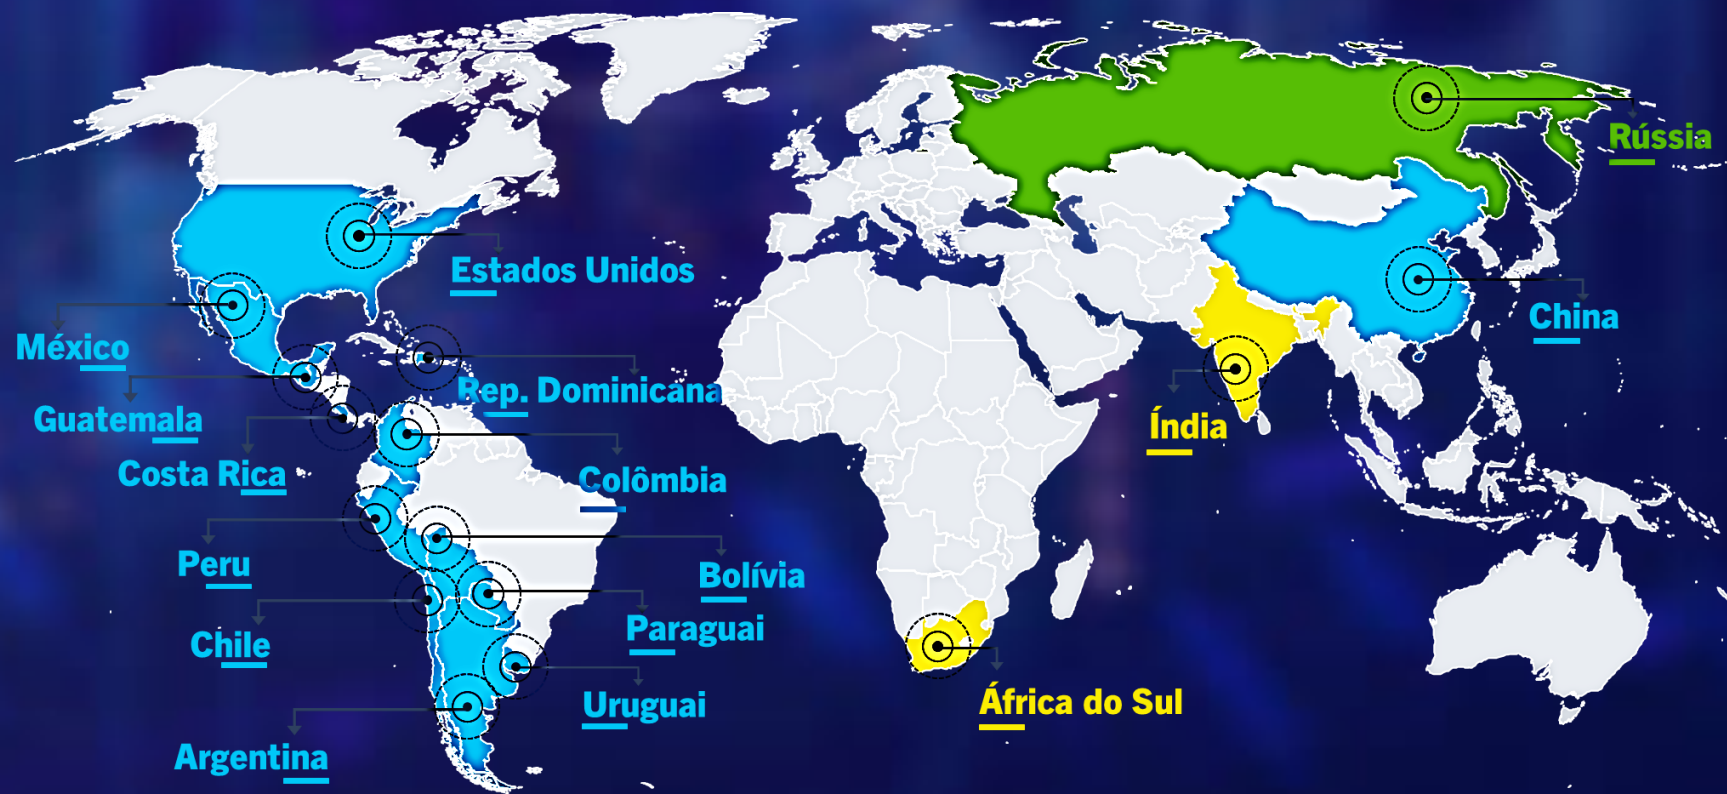 Rússia
Estados Unidos
China
México
Rep. Dominicana
Guatemala
Índia
Costa Rica
Colômbia
Peru
Bolívia
Paraguai
Chile
Uruguai
África do Sul
Argentina